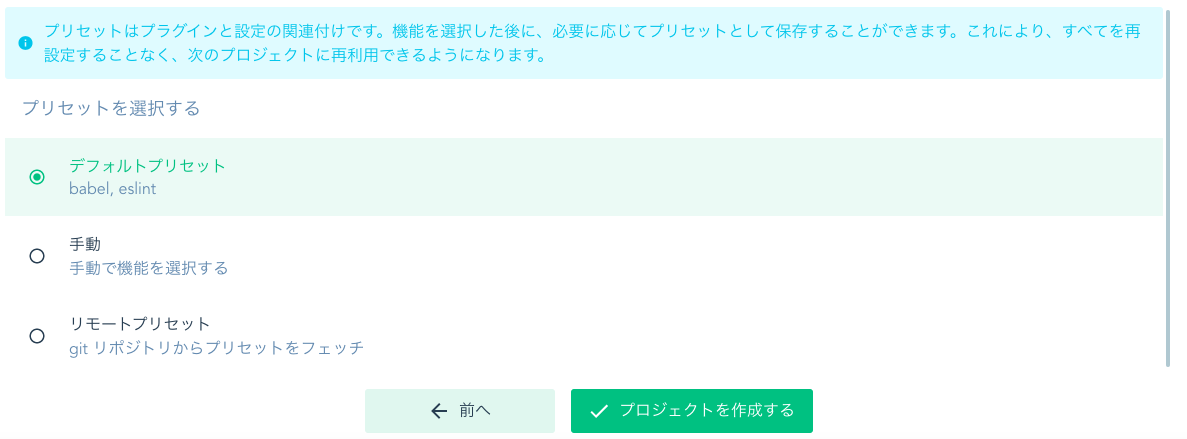 プリセットはプラグインと設定の関連付けです。機能を選択した後に、必要に応じてプリセットとして保存することができます。これにより、すべてを再
設定することなく、次のプロジェクトに再利用できるようになります。
プリセットを選択する
デフォルトプリセット
babel, eslint
手動
手動で機能を選択する
リモートプリセット
git リポジトリからプリセットをフェッチ
前へ
プロジェクトを作成する